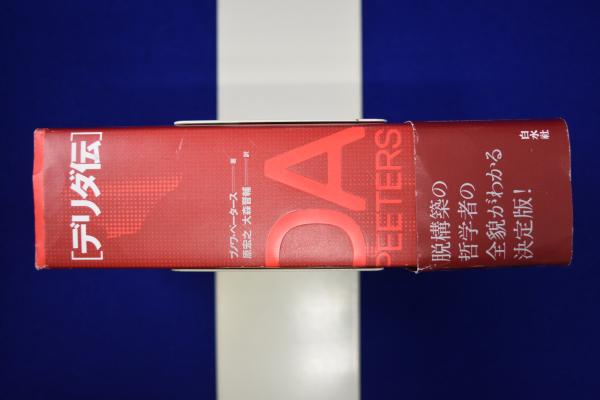 [デリダ伝]
ブノワ・ペータース 著
原宏之 大森晋輔 訳
DA
PEETERS
脱構築の
哲学者の
全貌がわかる
決定版!
白水社